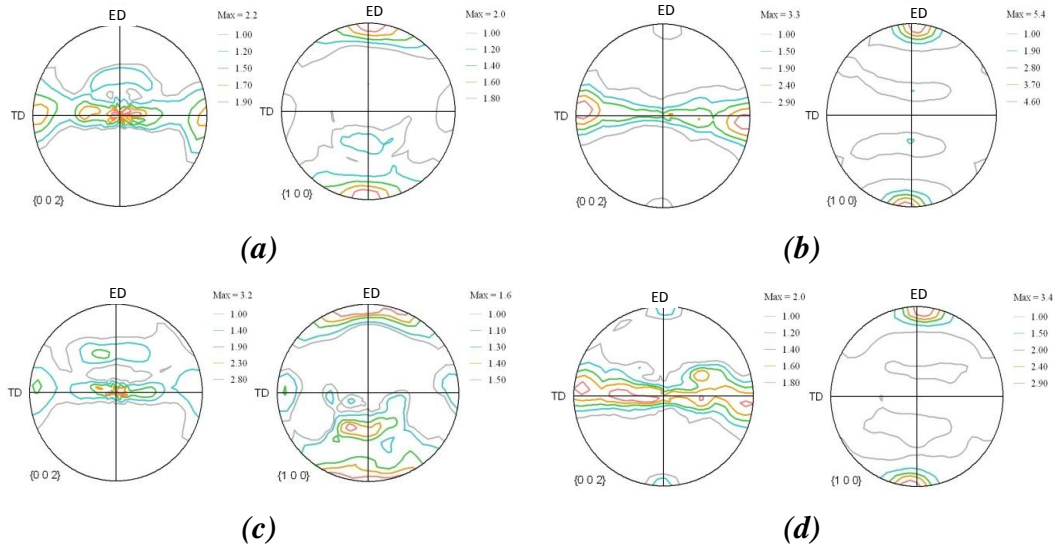 ED
Max = 2.2
1.00
1.20
1.50
1.70
1.90
TD
{0 0 2}
ED
Max = 2.0
1.00
1.20
1.40
1.60
1.80
{1 0 0}
(a)
ED
Max = 3.3
1.00
1.50
1.90
2.40
2.90
TD
{0 0 2}
ED
Max = 5.4
1.00
1.90
2.80
3.70
4.60
{1 0 0}
(b)
ED
Max = 3.2
1.00
1.40
1.90
2.30
2.80
TD
{0 0 2}
ED
Max = 1.6
1.00
1.10
1.30
1.40
1.50
{1 0 0}
(c)
ED
Max = 2.0
1.00
1.20
1.40
1.60
1.80
TD
{0 0 2}
ED
Max = 3.4
1.00
1.50
2.00
2.40
2.90
{1 0 0}
(d)